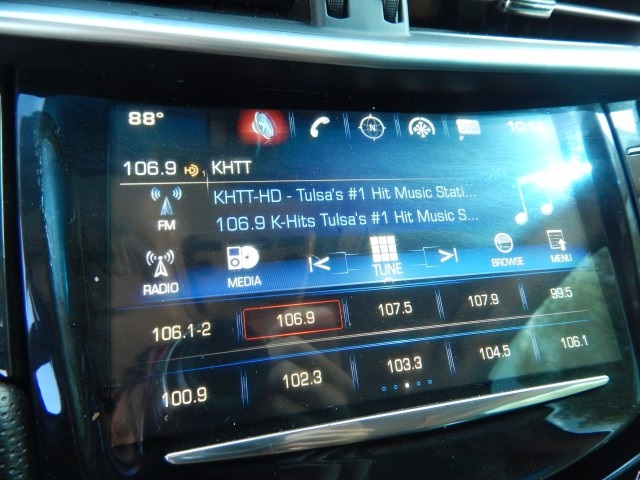 88°
106.9 HD 1 KHTT
KHTT-HD - Tulsa's #1 Hit Music Stati...
106.9 K-Hits Tulsa's #1 Hit Music S...
FM
RADIO MEDIA TUNE BROWSE MENU
106.1-2 106.9 107.5 107.9 99.5
100.9 102.3 103.3 104.5 106.1